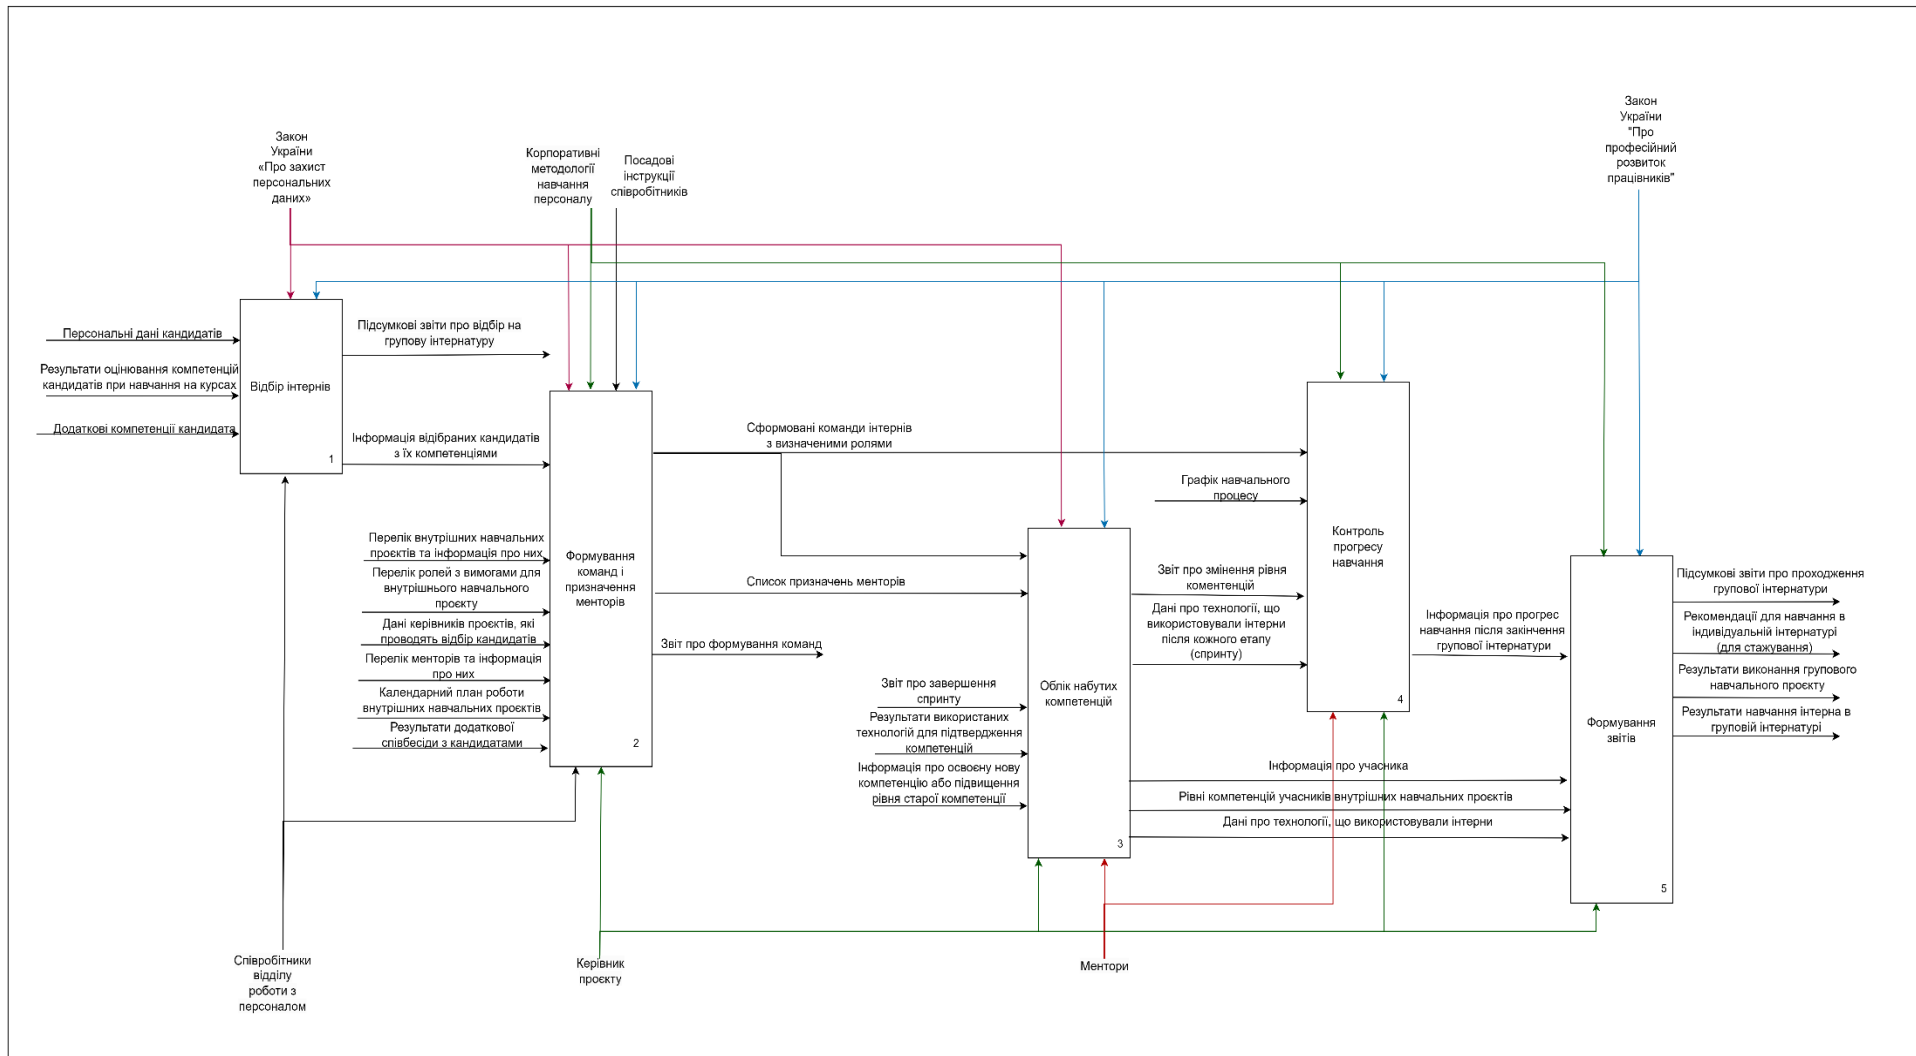 Закон
України
«Про захист
персональних
даних»
Корпоративні
методології
навчання
персоналу
Посадові
інструкції
співробітників
Закон
України
"Про
професійний
розвиток
працівників"
Персональні дані кандидатів
Результати оцінювання компетенцій
кандидатів при навчання на курсах
Додаткові компетенції кандидата
Відбір інтернів
1
Підсумкові звіти про відбір на
групову інтернатуру
Інформація відібраних кандидатів
з їх компетенціями
Перелік внутрішних навчальних
проєктів та інформація про них
Перелік ролей з вимогами для
внутрішнього навчального
проєкту
Дані керівників проєктів, які
проводять відбір кандидатів
Перелік менторів та інформація
про них
Календарний план роботи
внутрішних навчальних проєктів
Результати додаткової
співбесіди з кандидатами
Формування
команд і
призначення
менторів
2
Сформовані команди інтернів
з визначеними ролями
Список призначень менторів
Звіт про формування команд
Звіт про завершення
спринту
Результати використаних
технологій для підтвердження
компетенцій
Інформація про освоєну нову
компетенцію або підвищення
рівня старої компетенції
Облік набутих
компетенцій
3
Графік навчального
процесу
Звіт про змінення рівня
коментенцій
Дані про технології, що
використовували інтерни
після кожного етапу
(спринту)
Контроль
прогресу
навчання
4
Інформація про прогрес
навчання після закінчення
групової інтернатури
Інформація про учасника
Рівні компетенцій учасників внутрішних навчальних проєктів
Дані про технології, що використовували інтерни
Формування
звітів
5
Підсумкові звіти про проходження
групової інтернатури
Рекомендації для навчання в
індивідуальній інтернатурі
(для стажування)
Результати виконання групового
навчального проєкту
Результати навчання інтерна в
груповій інтернатурі
Співробітники
відділу
роботи з
персоналом
Керівник
проєкту
Ментори